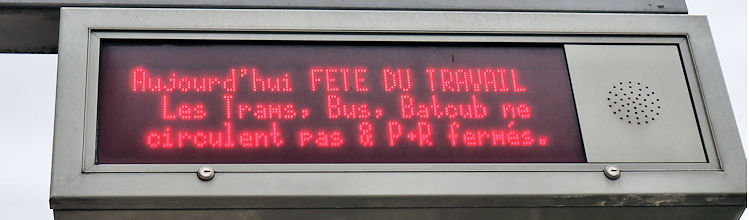 Aujourd'hui FETE DU TRAVAIL
Les Trams, Bus, Batcub ne
circulent pas & P+R fermés.